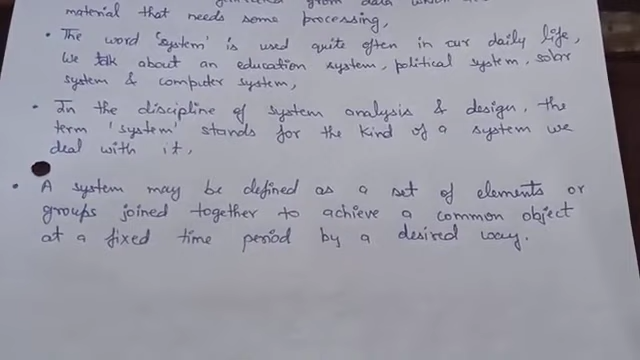 from data which
material that needs some processing,
• The word 'system' is used quite often in our daily life,
We talk about an education system, political system, solar
system & computer system,
• In the discipline of system analysis & design, the
term 'system' stands for the kind of a system we
deal with it,
• A system may be defined as a set of elements or
groups joined together to achieve a common object
at a fixed time period by a desired way.